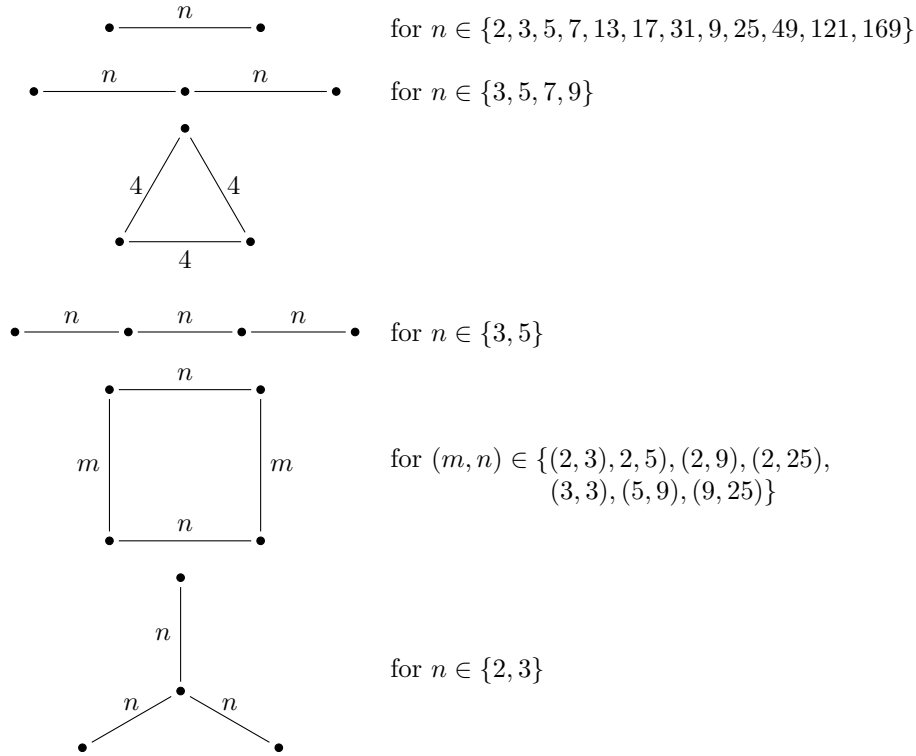 n
for n ∈ {2, 3, 5, 7, 13, 17, 31, 9, 25, 49, 121, 169}
n n
for n ∈ {3, 5, 7, 9}
4 4
4
n n n
for n ∈ {3, 5}
n
m m
for (m, n) ∈ {(2, 3), 2, 5), (2, 9), (2, 25),
(3, 3), (5, 9), (9, 25)}
n
n
for n ∈ {2, 3}
n n